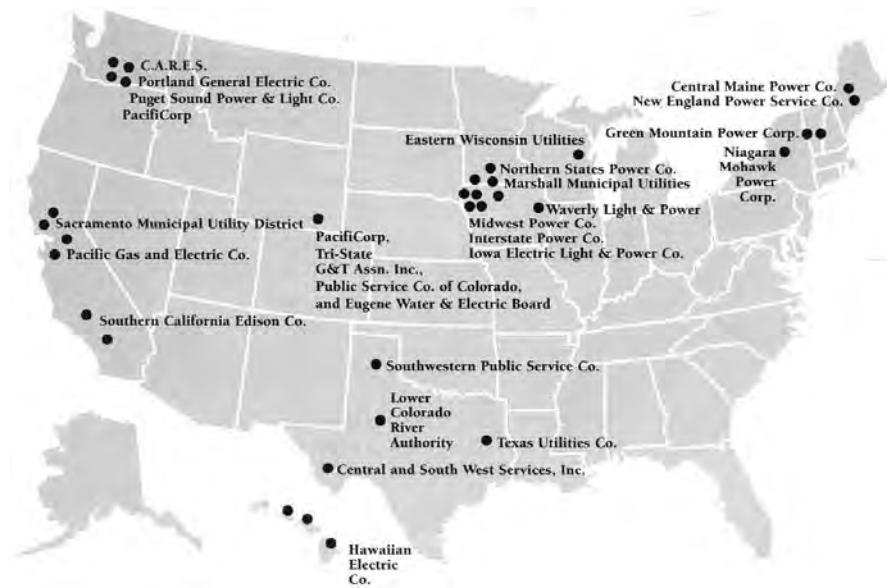 C.A.R.E.S.
Portland General Electric Co.
Puget Sound Power & Light Co.
PacifiCorp
Central Maine Power Co.
New England Power Service Co.
Green Mountain Power Corp.
Niagara
Mohawk
Power
Corp.
Eastern Wisconsin Utilities
Northern States Power Co.
Marshall Municipal Utilities
Waverly Light & Power
Midwest Power Co.
Interstate Power Co.
Iowa Electric Light & Power Co.
Sacramento Municipal Utility District
Pacific Gas and Electric Co.
PacifiCorp,
Tri-State
G&T Assn. Inc.,
Public Service Co. of Colorado,
and Eugene Water & Electric Board
Southern California Edison Co.
Southwestern Public Service Co.
Lower
Colorado
River
Authority
Texas Utilities Co.
Central and South West Services, Inc.
Hawaiian
Electric
Co.